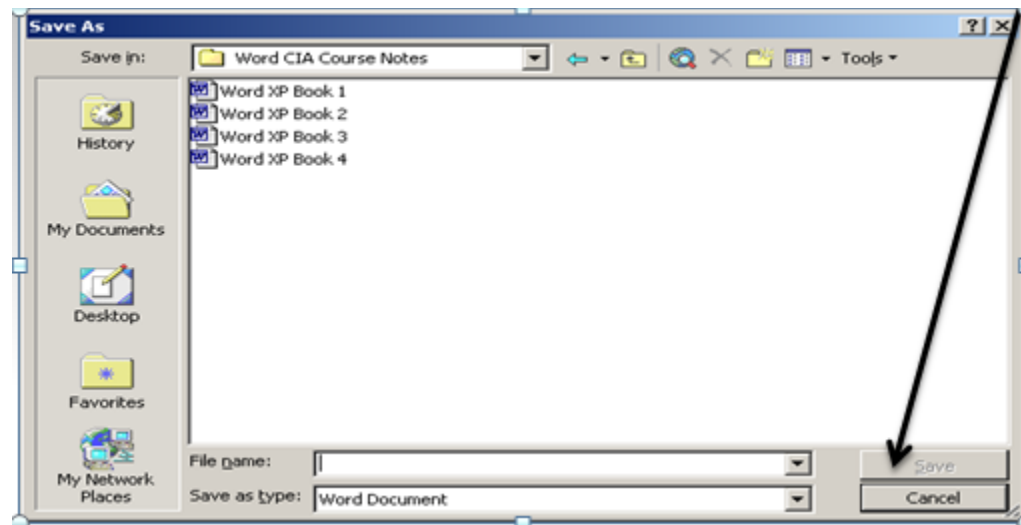 Save As
Save in: Word CIA Course Notes Tools
Word XP Book 1
Word XP Book 2
Word XP Book 3
Word XP Book 4
History
My Documents
Desktop
Favorites
My Network
Places
File name: Save
Save as type: Word Document Cancel